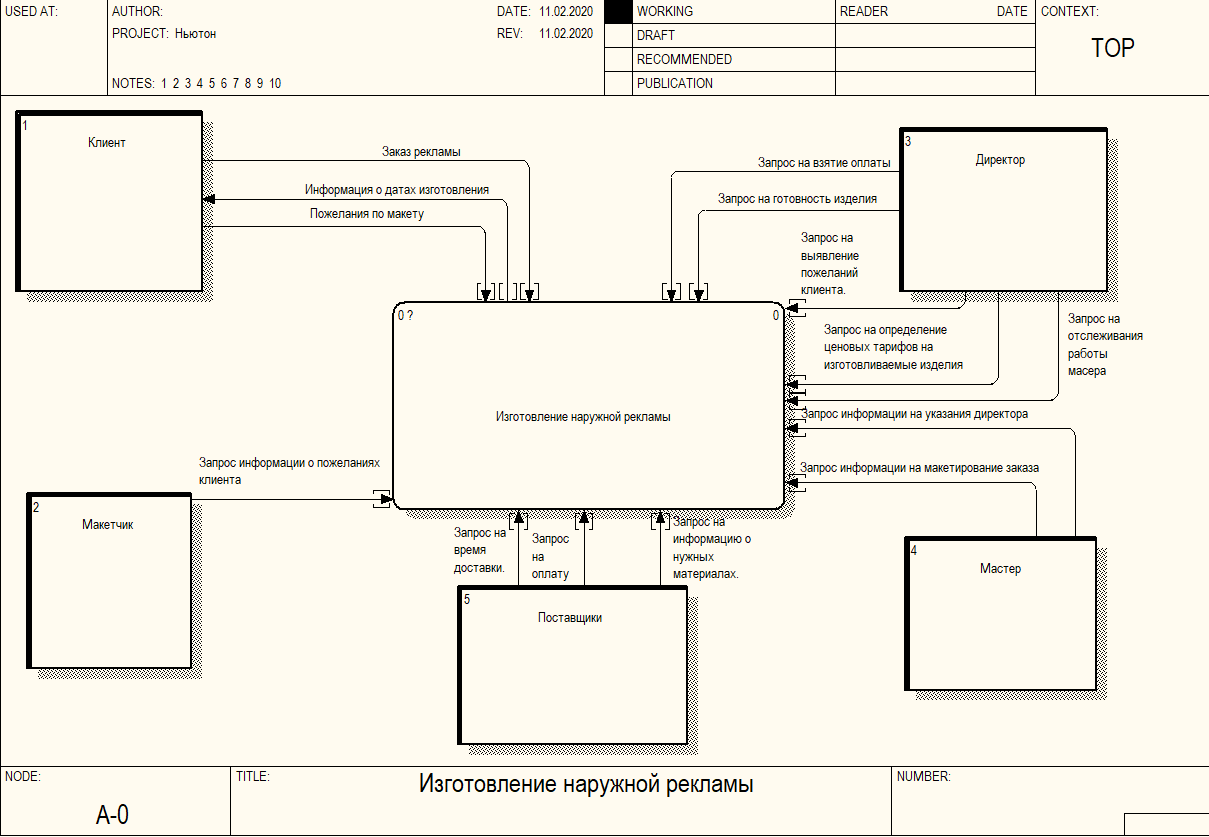 USED AT:
AUTHOR:
DATE: 11.02.2020
PROJECT: Ньютон
REV: 11.02.2020
NOTES: 1 2 3 4 5 6 7 8 9 10
WORKING
DRAFT
RECOMMENDED
PUBLICATION
READER
DATE
CONTEXT:
TOP
1
Клиент
Заказ рекламы
Информация о датах изготовления
Пожелания по макету
3
Директор
Запрос на взятие оплаты
Запрос на готовность изделия
Запрос на
выявление
пожеланий
клиента.
Запрос на определение
ценовых тарифов на
изготовливаемые изделия
Запрос на
отслеживания
работы
масера
0 ?
0
Изготовление наружной рекламы
Запрос информации на указания директора
Запрос информации на макетирование заказа
Запрос информации о пожеланиях
клиента
2
Макетчик
Запрос на
время
доставки.
Запрос
на
оплату
Запрос на
информацию о
нужных
материалах.
4
Мастер
5
Поставщики
NODE:
A-0
TITLE:
Изготовление наружной рекламы
NUMBER: